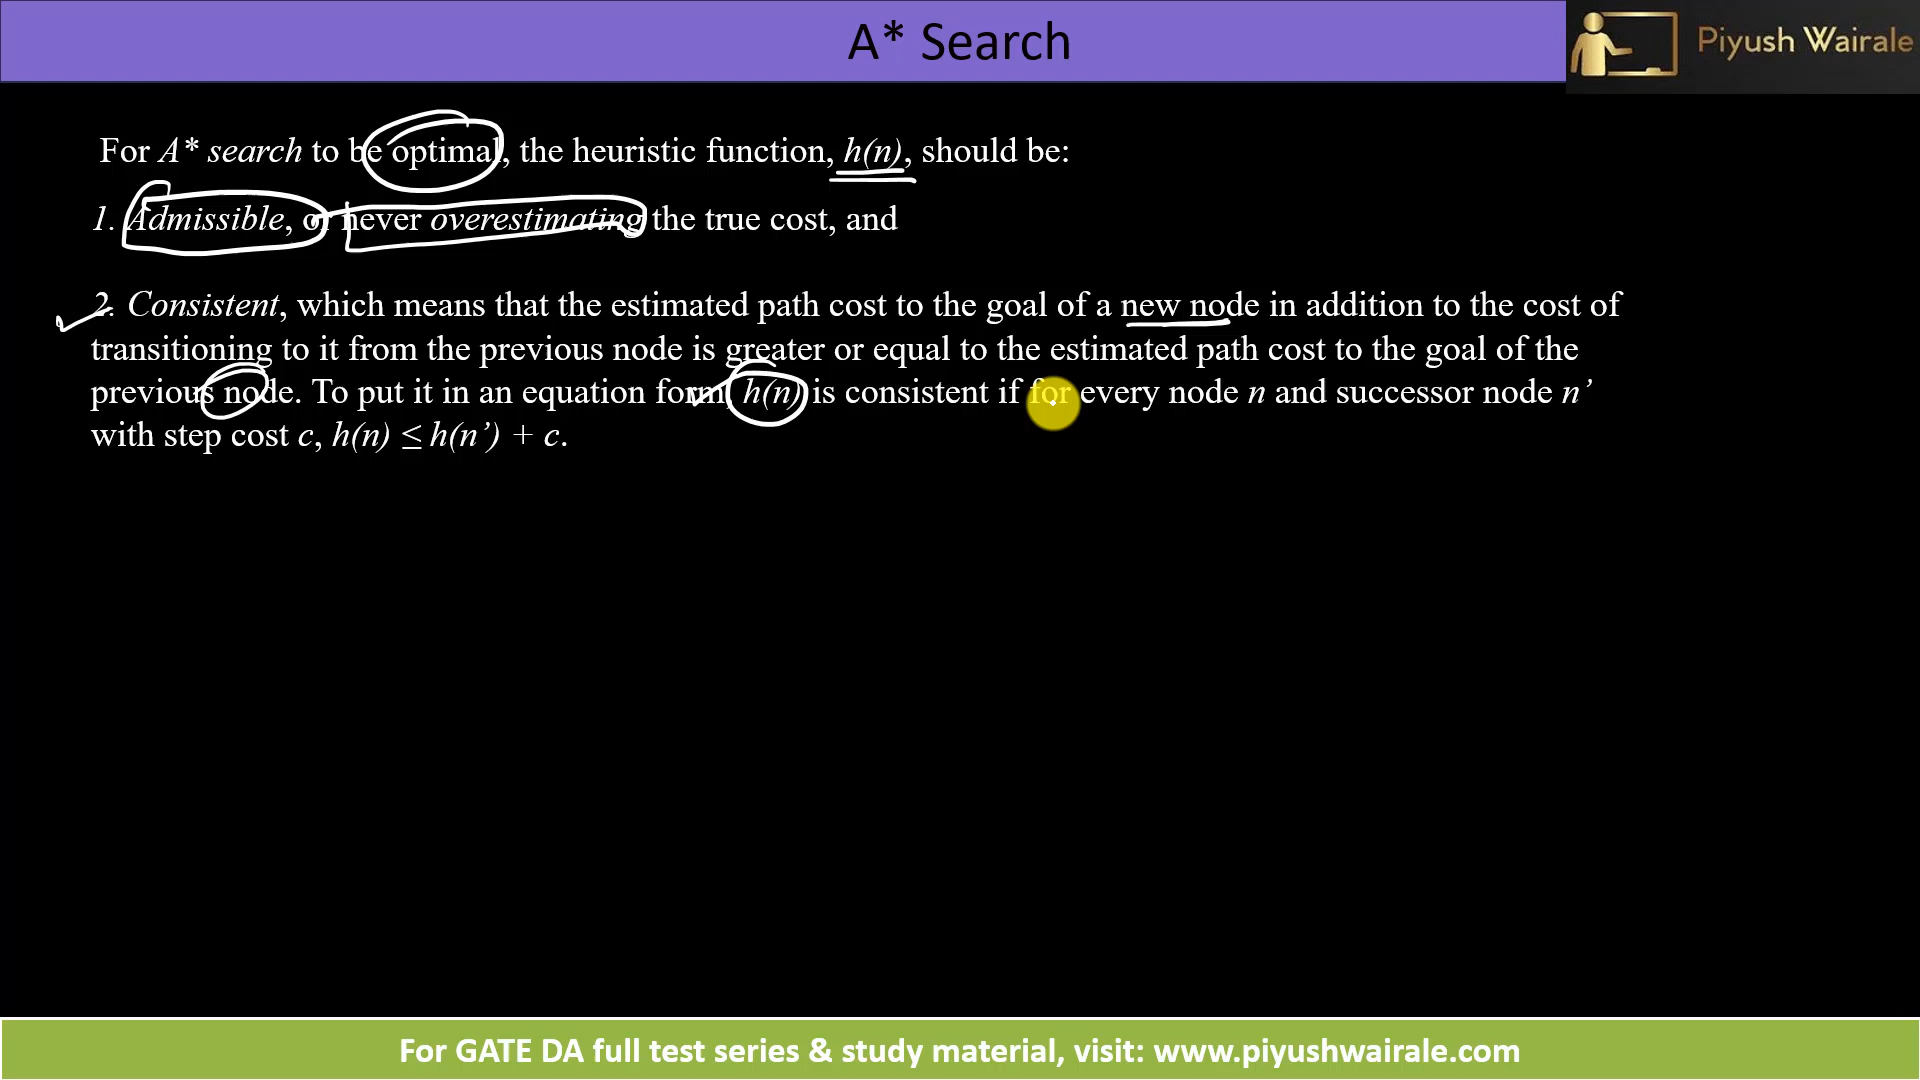 A* Search
Piyush Wairale
For A* search to be optimal, the heuristic function, h(n), should be:
1. Admissible, or never overestimating the true cost, and
2. Consistent, which means that the estimated path cost to the goal of a new node in addition to the cost of
transitioning to it from the previous node is greater or equal to the estimated path cost to the goal of the
previous node. To put it in an equation form, h(n) is consistent if for every node n and successor node n’
with step cost c, h(n) ≤ h(n’) + c.
For GATE DA full test series & study material, visit: www.piyushwairale.com